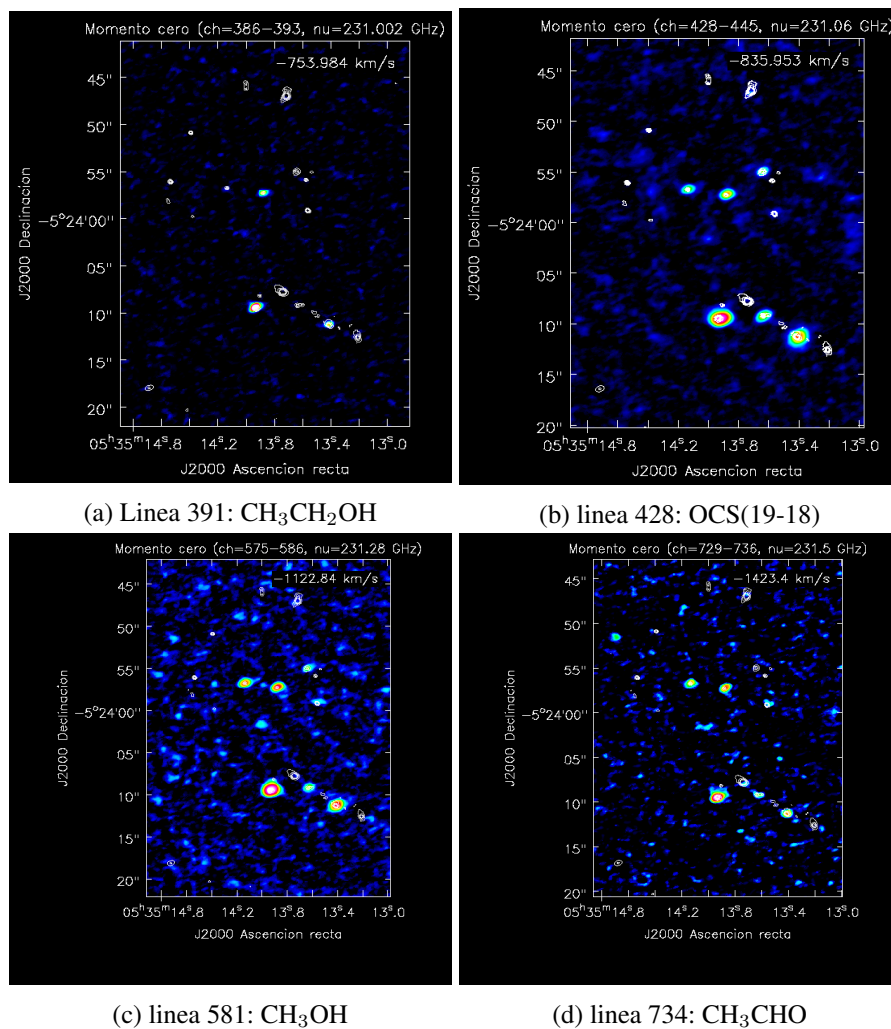 Momento cero (ch=386−393, nu=231.002 GHz)
−753.984 km/s
45"
50"
55"
−5°24'00"
05"
10"
15"
20"
J2000 Declinacion
05h35m14s.8 14s.2 13s.8 13s.4 13s.0
J2000 Ascencion recta
(a) Linea 391: CH₃CH₂OH
Momento cero (ch=428−445, nu=231.06 GHz)
−835.953 km/s
45"
50"
55"
−5°24'00"
05"
10"
15"
20"
J2000 Declinacion
05h35m14s.8 14s.2 13s.8 13s.4 13s.0
J2000 Ascencion recta
(b) linea 428: OCS(19-18)
Momento cero (ch=575−586, nu=231.28 GHz)
−1122.84 km/s
45"
50"
55"
−5°24'00"
05"
10"
15"
20"
J2000 Declinacion
05h35m14s.8 14s.2 13s.8 13s.4 13s.0
J2000 Ascencion recta
(c) linea 581: CH₃OH
Momento cero (ch=729−736, nu=231.5 GHz)
−1423.4 km/s
45"
50"
55"
−5°24'00"
05"
10"
15"
20"
J2000 Declinacion
05h35m14s.8 14s.2 13s.8 13s.4 13s.0
J2000 Ascencion recta
(d) linea 734: CH₃CHO